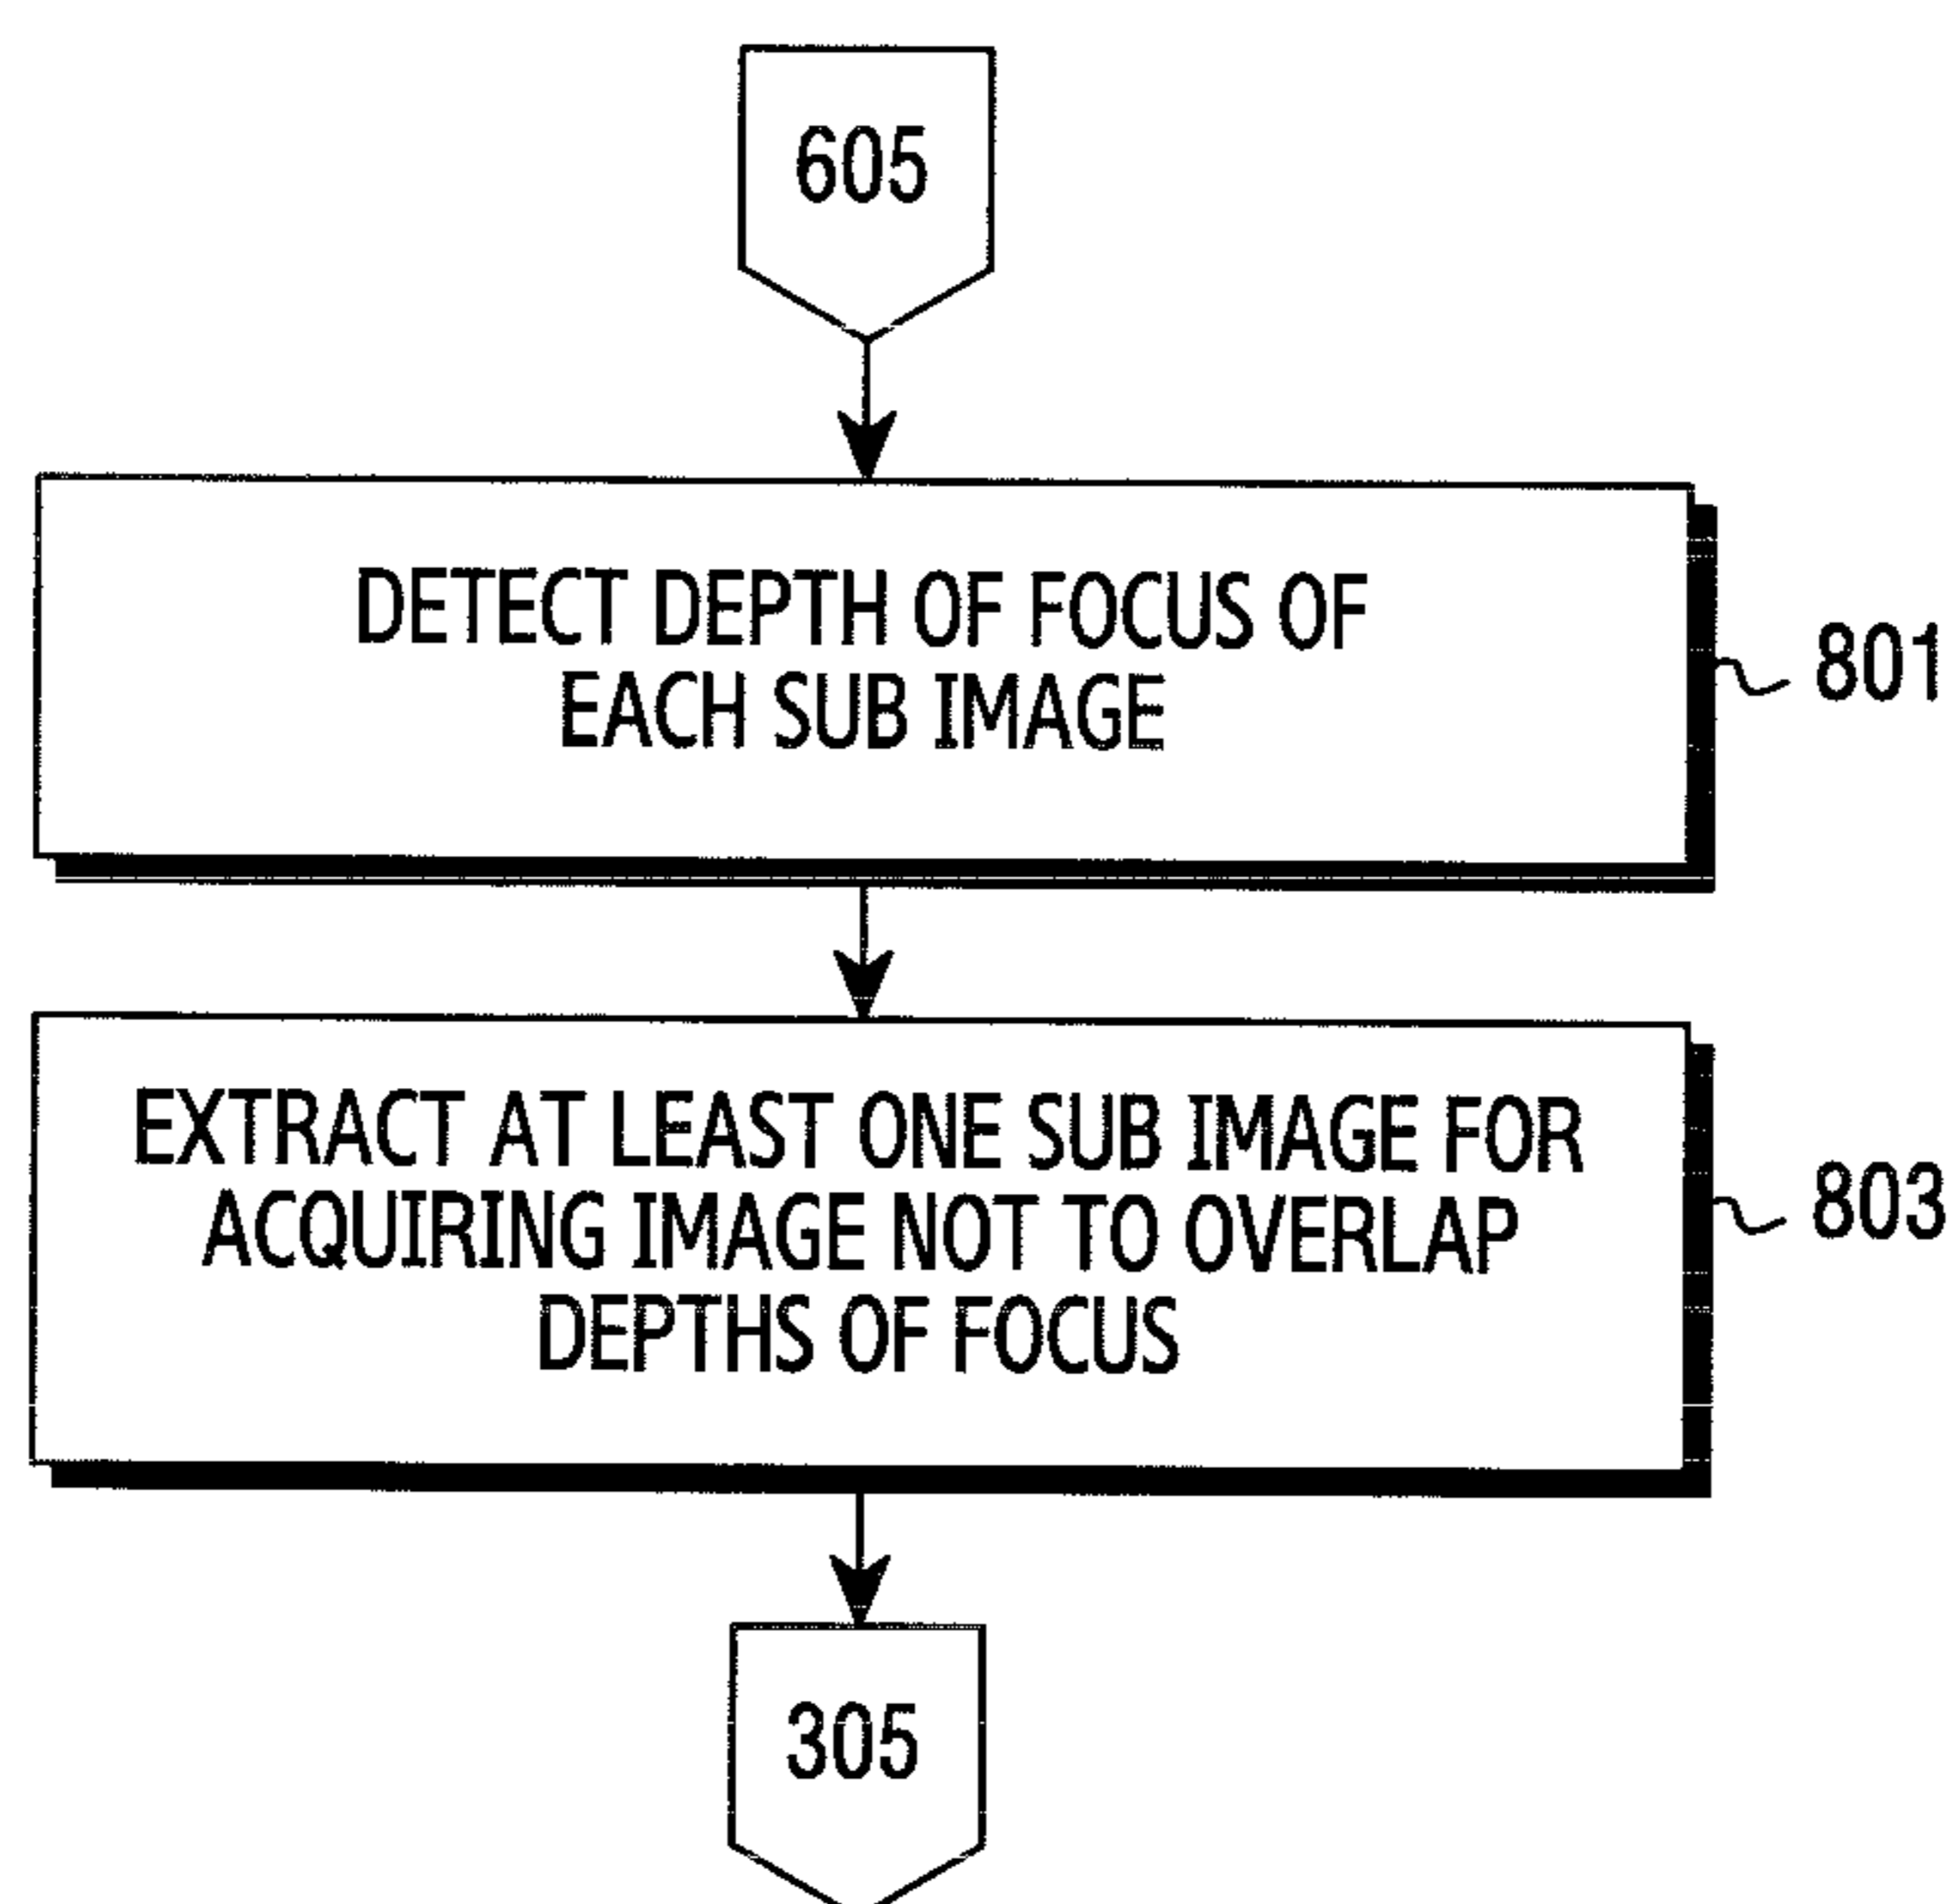 605
DETECT DEPTH OF FOCUS OF
EACH SUB IMAGE
801
EXTRACT AT LEAST ONE SUB IMAGE FOR
ACQUIRING IMAGE NOT TO OVERLAP
DEPTHS OF FOCUS
803
305